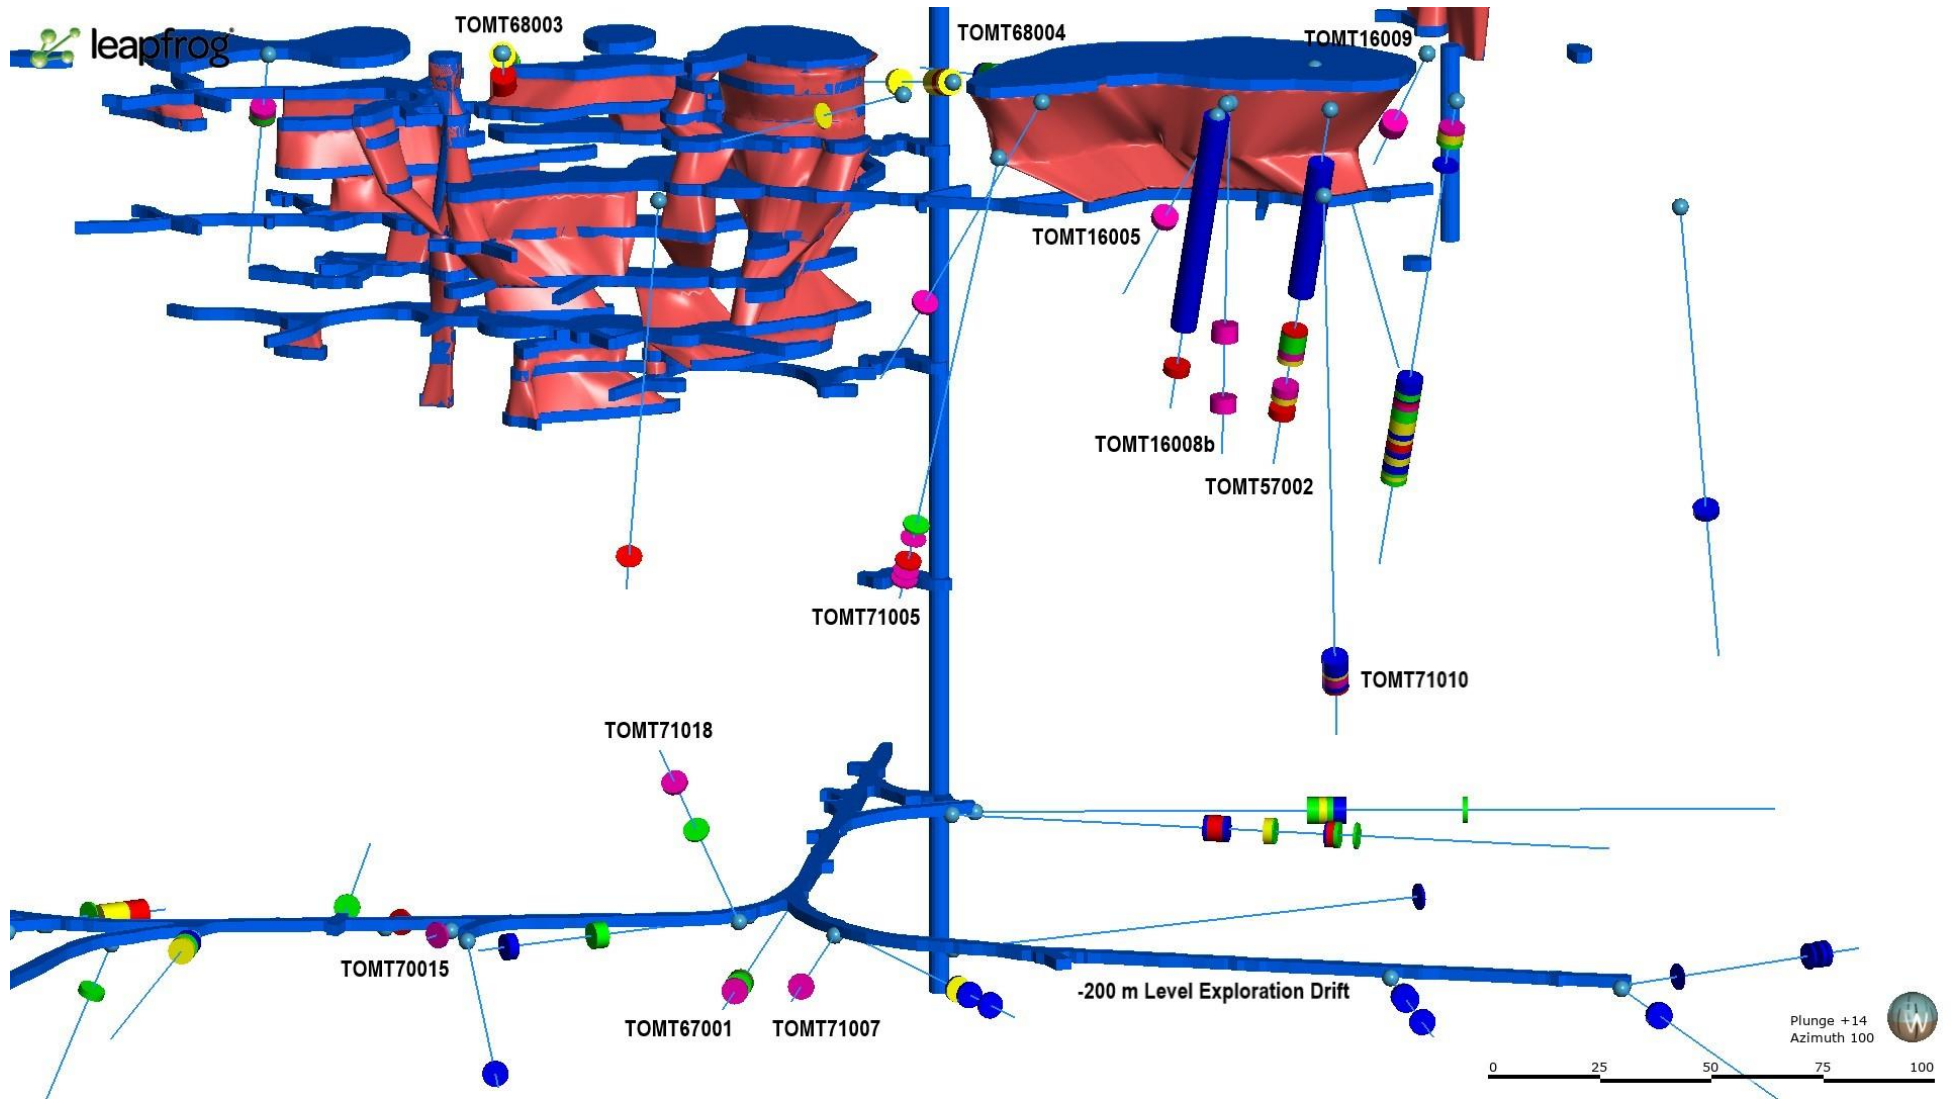 TOMT68003
leapfrog
TOMT68004
TOMT16009
TOMT16005
TOMT16008b
TOMT57002
TOMT71005
TOMT71010
TOMT71018
TOMT70015
-200 m Level Exploration Drift
TOMT67001
TOMT71007
Plunge +14
Azimuth 100
W
0 25 50 75 100